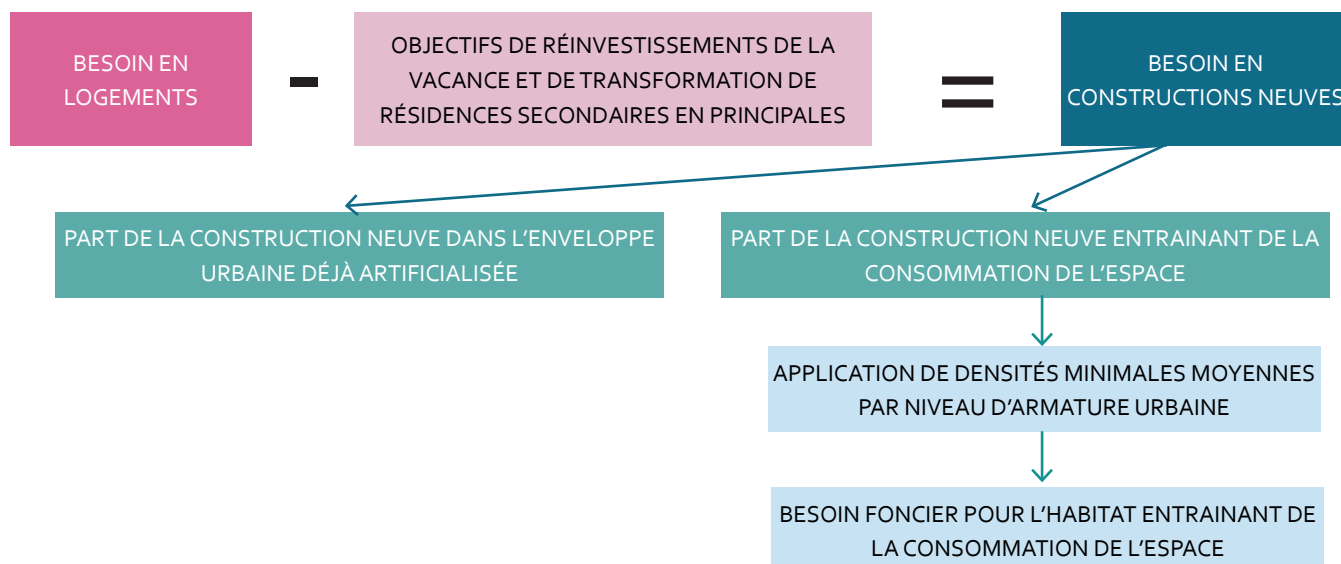 BESOIN EN
LOGEMENTS
-
OBJECTIFS DE RÉINVESTISSEMENTS DE LA
VACANCE ET DE TRANSFORMATION DE
RÉSIDENCES SECONDAIRES EN PRINCIPALES
=
BESOIN EN
CONSTRUCTIONS NEUVES
PART DE LA CONSTRUCTION NEUVE DANS L’ENVELOPPE
URBAINE DÉJÀ ARTIFICIALISÉE
PART DE LA CONSTRUCTION NEUVE ENTRAINANT DE LA
CONSOMMATION DE L’ESPACE
APPLICATION DE DENSITÉS MINIMALES MOYENNES
PAR NIVEAU D’ARMATURE URBAINE
BESOIN FONCIER POUR L’HABITAT ENTRAINANT DE
LA CONSOMMATION DE L’ESPACE